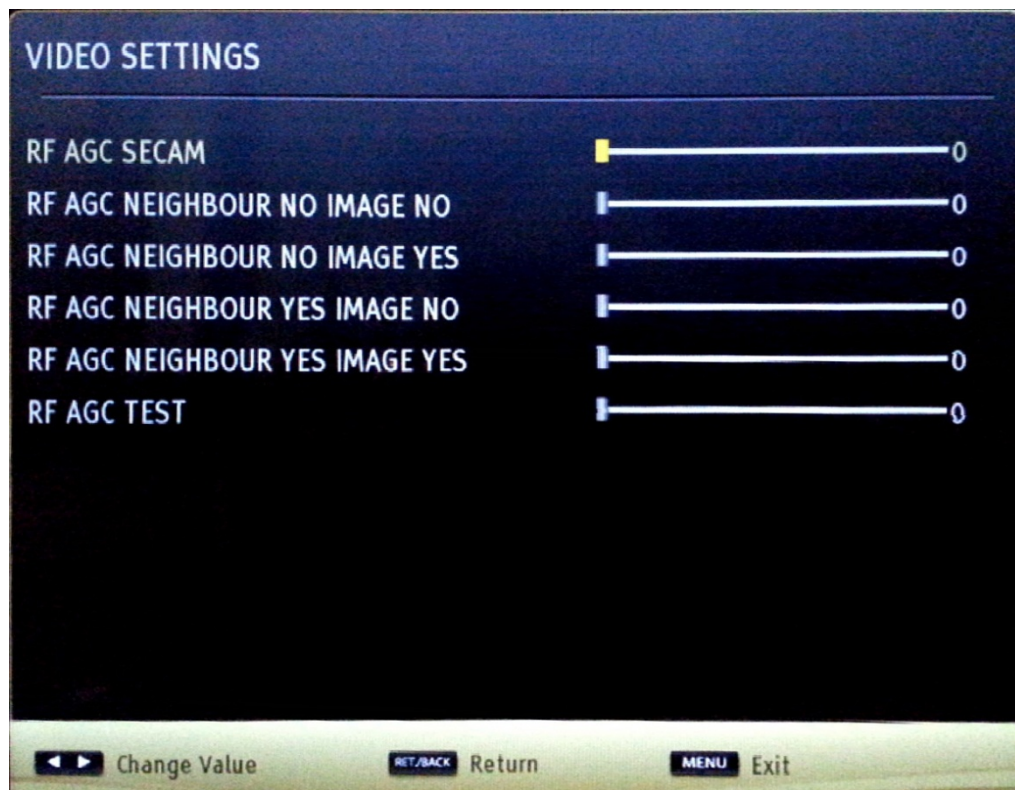 VIDEO SETTINGS
RF AGC SECAM 0
RF AGC NEIGHBOUR NO IMAGE NO 0
RF AGC NEIGHBOUR NO IMAGE YES 0
RF AGC NEIGHBOUR YES IMAGE NO 0
RF AGC NEIGHBOUR YES IMAGE YES 0
RF AGC TEST 0
Change Value RET./BACK Return MENU Exit